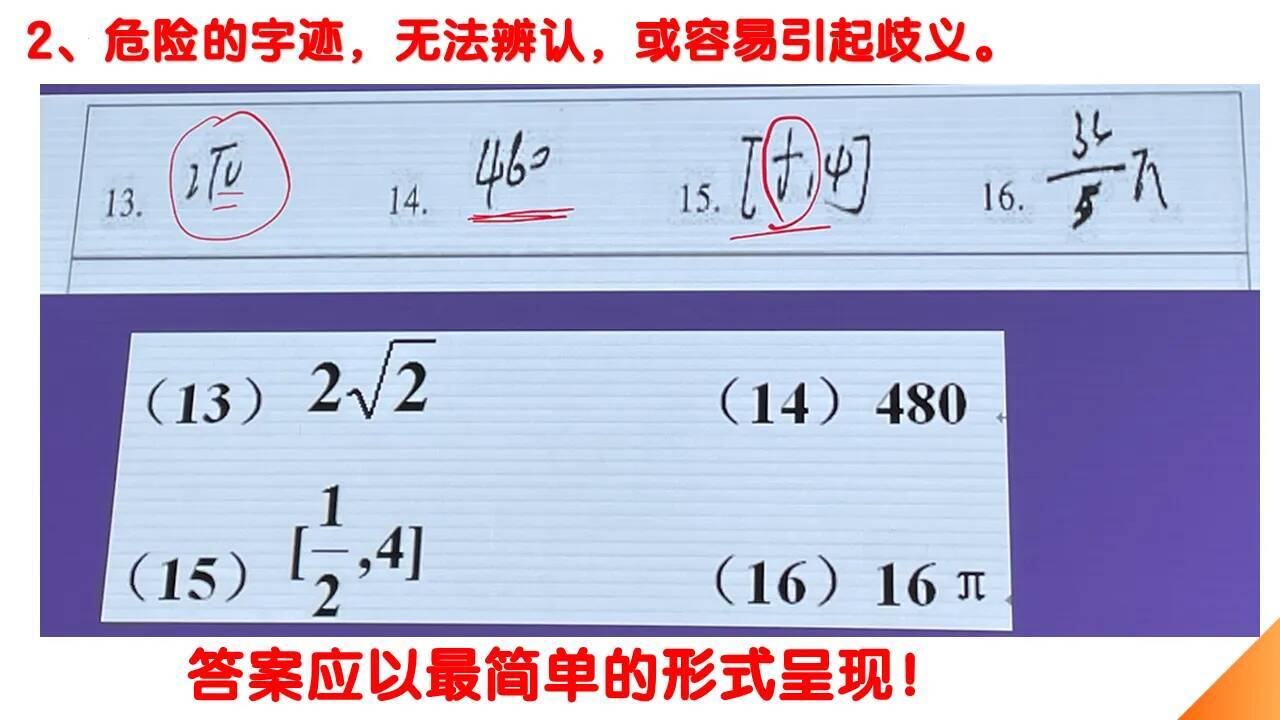 2、危险的字迹，无法辨认，或容易引起歧义。
13. 14. 460 15. 16. π
（13） 2√2 （14）480
（15） [1/2,4] （16）16π
答案应以最简单的形式呈现！